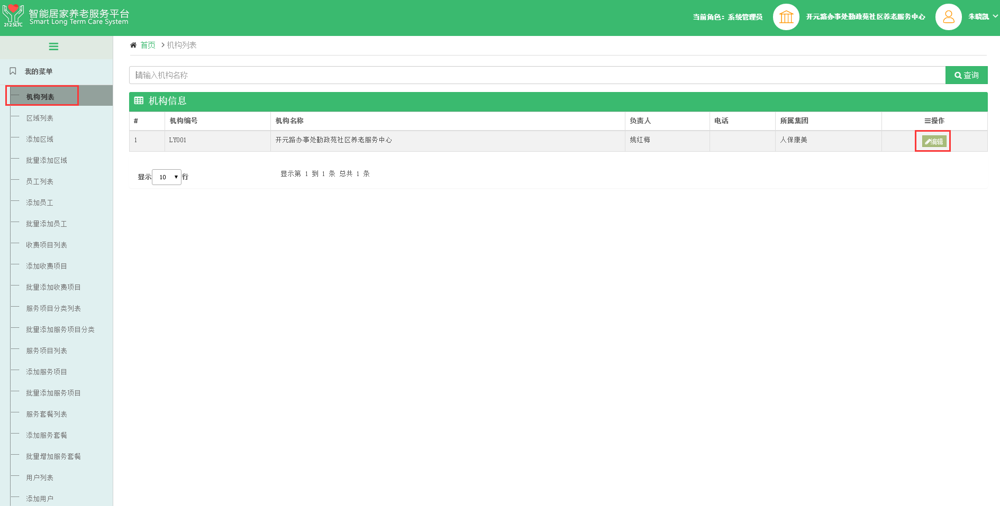 智能居家养老服务平台
Smart Long Term Care System
212SLTC
当前角色：系统管理员
开元路办事处勤政苑社区养老服务中心
朱晓凯
首页 > 机构列表
我的菜单
机构列表
区域列表
添加区域
批量添加区域
员工列表
添加员工
批量添加员工
收费项目列表
添加收费项目
批量添加收费项目
服务项目分类列表
批量添加服务项目分类
服务项目列表
添加服务项目
批量添加服务项目
服务套餐列表
添加服务套餐
批量增加服务套餐
用户列表
添加用户
请输入机构名称
查询
机构信息
# 机构编号 机构名称 负责人 电话 所属集团 操作
1 LY001 开元路办事处勤政苑社区养老服务中心 姚红梅 人保康美 编辑
显示 10 行 显示第 1 到 1 条 总共 1 条